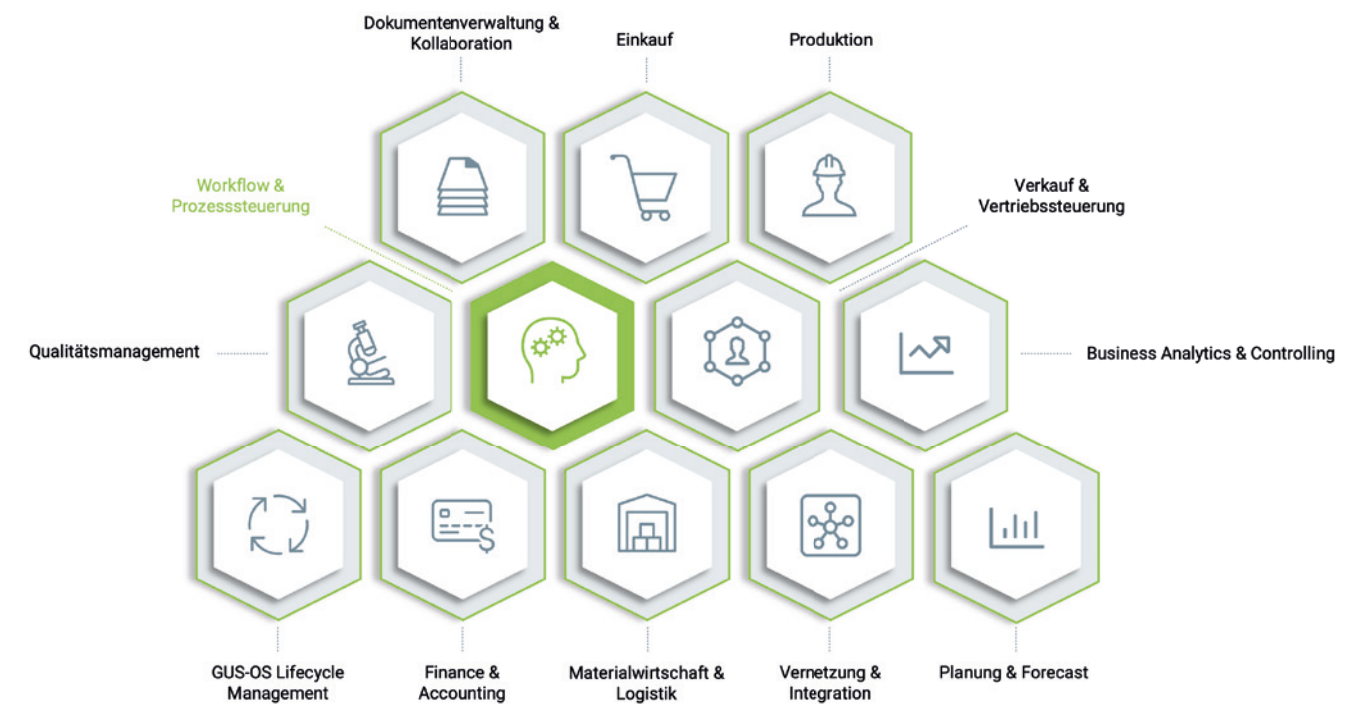 Dokumentenverwaltung &
Kollaboration
Einkauf
Produktion
Workflow &
Prozesssteuerung
Verkauf &
Vertriebssteuerung
Qualitätsmanagement
Business Analytics & Controlling
GUS-OS Lifecycle
Management
Finance &
Accounting
Materialwirtschaft &
Logistik
Vernetzung &
Integration
Planung & Forecast